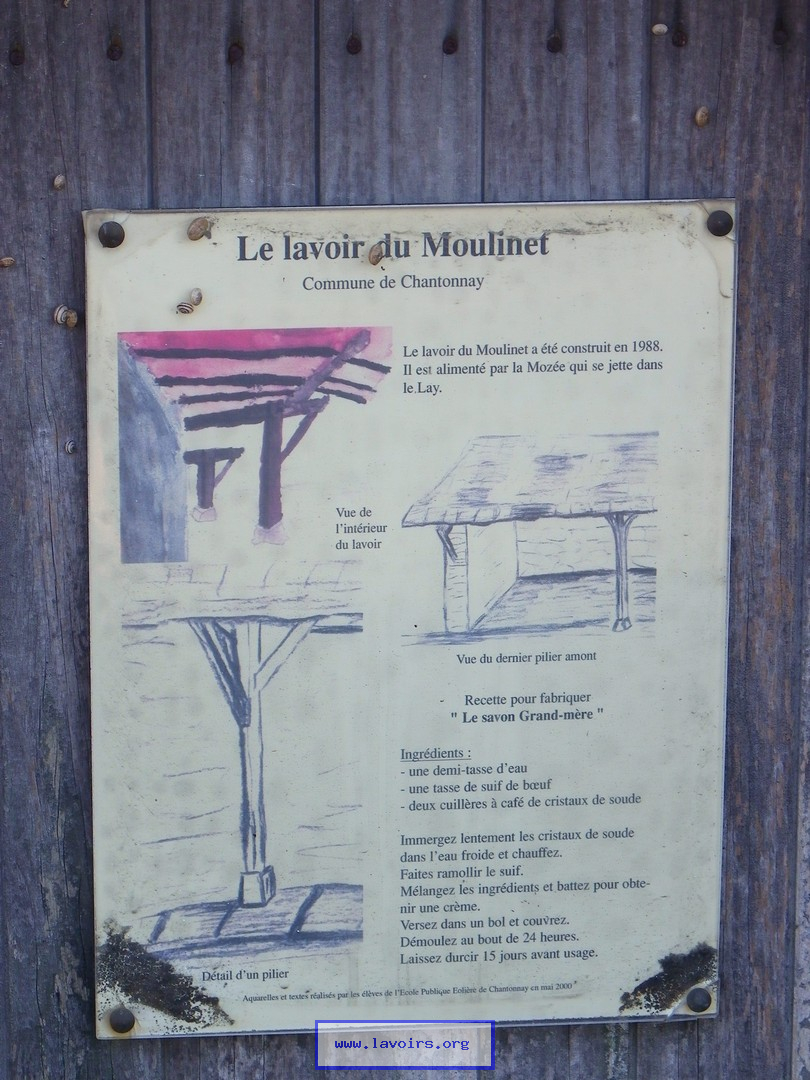 Le lavoir du Moulinet
Commune de Chantonnay
Le lavoir du Moulinet a été construit en 1988.
Il est alimenté par la Mozée qui se jette dans
le Lay.
Vue de
l'intérieur
du lavoir
Vue du dernier pilier amont
Recette pour fabriquer
" Le savon Grand-mère "
Ingrédients :
- une demi-tasse d'eau
- une tasse de suif de bœuf
- deux cuillères à café de cristaux de soude
Immergez lentement les cristaux de soude
dans l'eau froide et chauffez.
Faites ramollir le suif.
Mélangez les ingrédients et battez pour obte-
nir une crème.
Versez dans un bol et couvrez.
Démoulez au bout de 24 heures.
Laissez durcir 15 jours avant usage.
Détail d'un pilier
Aquarelles et textes réalisés par les élèves de l'Ecole Publique Eolière de Chantonnay en mai 2000
www.lavoirs.org